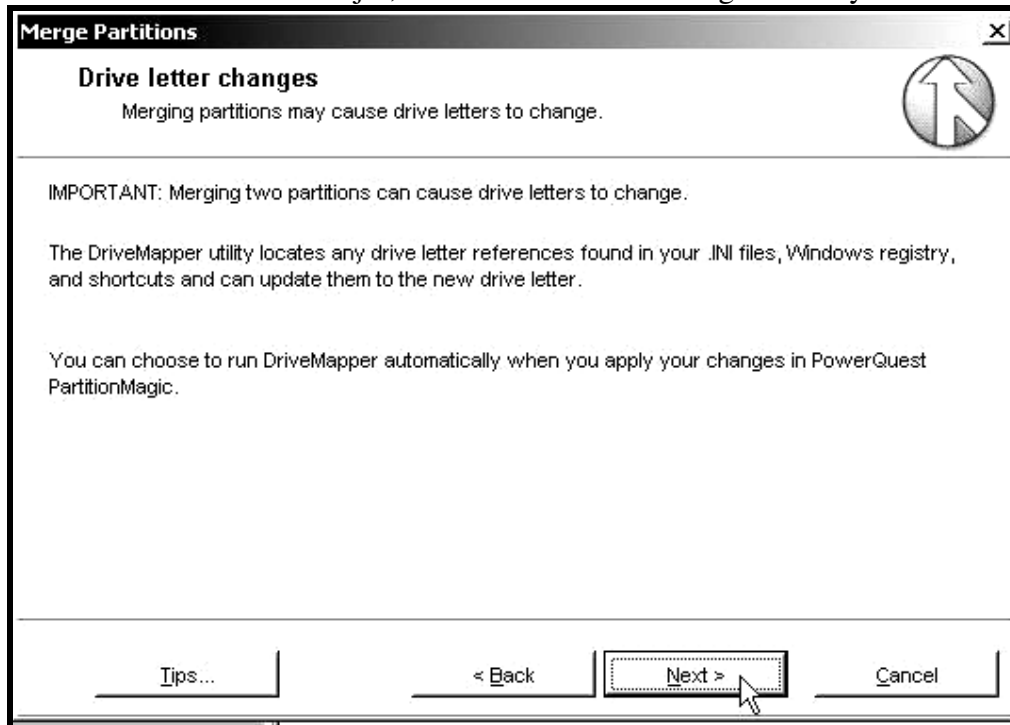 Merge Partitions
Drive letter changes
Merging partitions may cause drive letters to change.
IMPORTANT: Merging two partitions can cause drive letters to change.
The DriveMapper utility locates any drive letter references found in your .INI files, Windows registry,
and shortcuts and can update them to the new drive letter.
You can choose to run DriveMapper automatically when you apply your changes in PowerQuest
PartitionMagic.
Tips...
< Back
Next >
Cancel